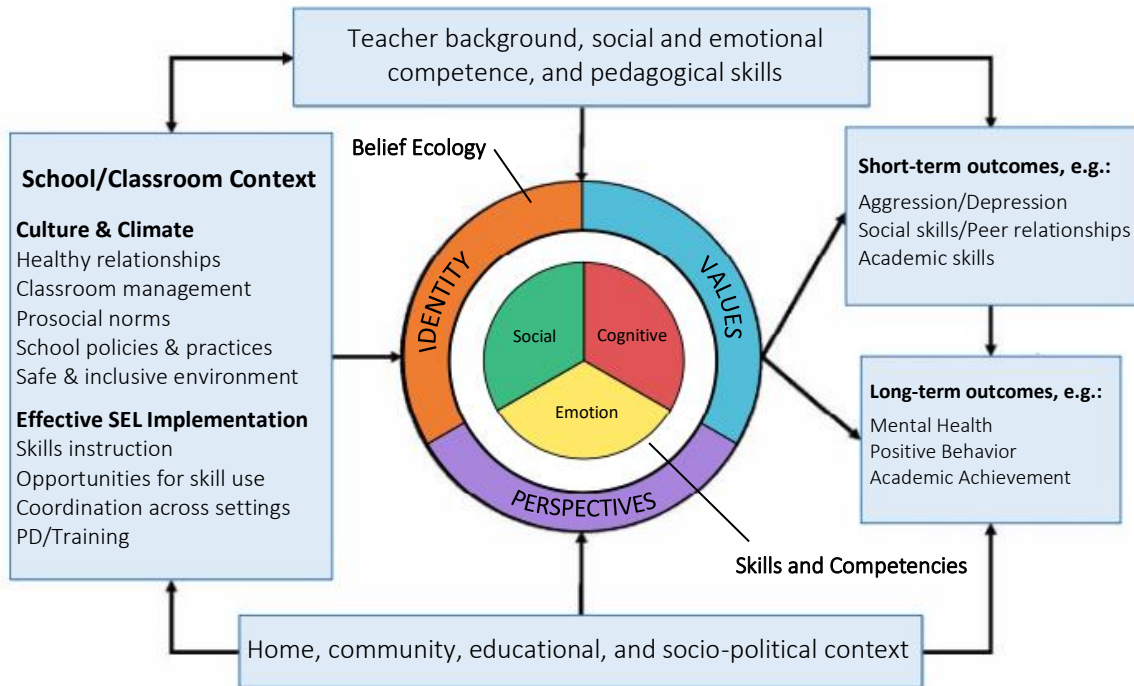 Teacher background, social and emotional
competence, and pedagogical skills
Belief Ecology
School/Classroom Context
Culture & Climate
Healthy relationships
Classroom management
Prosocial norms
School policies & practices
Safe & inclusive environment
Effective SEL Implementation
Skills instruction
Opportunities for skill use
Coordination across settings
PD/Training
IDENTITY
VALUES
PERSPECTIVES
Social
Cognitive
Emotion
Skills and Competencies
Short-term outcomes, e.g.:
Aggression/Depression
Social skills/Peer relationships
Academic skills
Long-term outcomes, e.g.:
Mental Health
Positive Behavior
Academic Achievement
Home, community, educational, and socio-political context